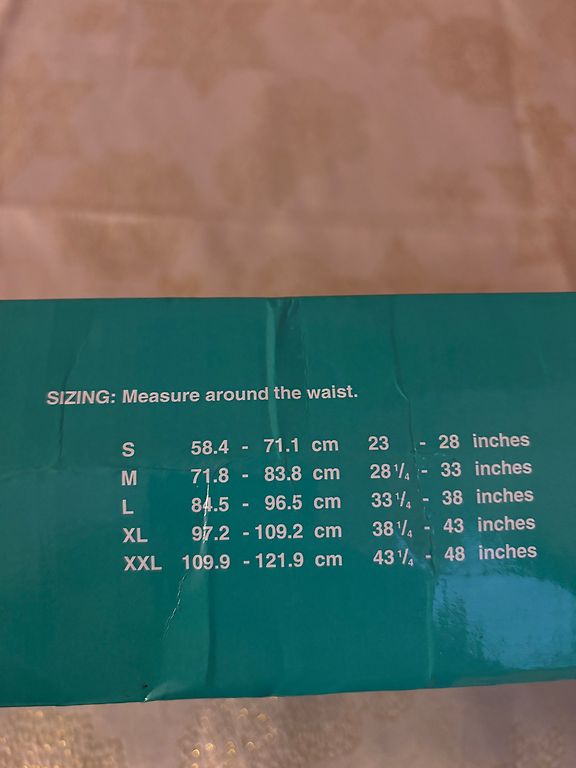 SIZING: Measure around the waist.
S 58.4 - 71.1 cm 23 - 28 inches
M 71.8 - 83.8 cm 28 1/4 - 33 inches
L 84.5 - 96.5 cm 33 1/4 - 38 inches
XL 97.2 - 109.2 cm 38 1/4 - 43 inches
XXL 109.9 - 121.9 cm 43 1/4 - 48 inches